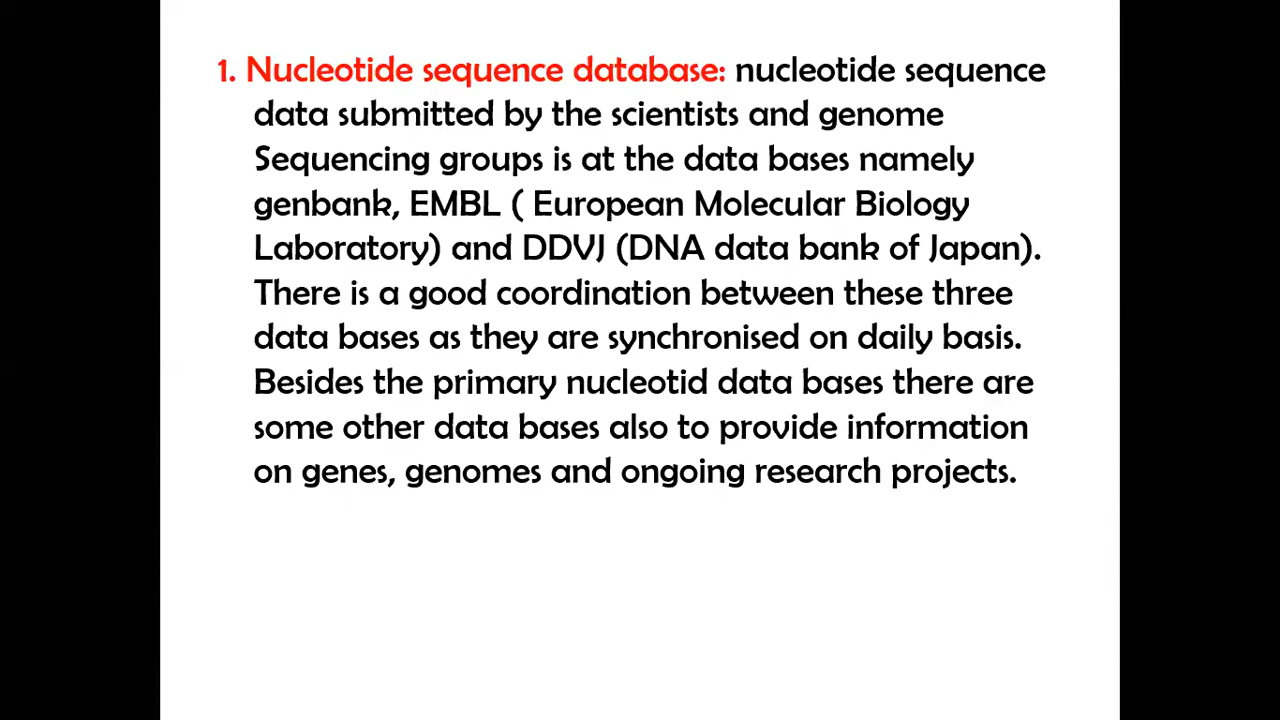 1. Nucleotide sequence database: nucleotide sequence
data submitted by the scientists and genome
Sequencing groups is at the data bases namely
genbank, EMBL ( European Molecular Biology
Laboratory) and DDVJ (DNA data bank of Japan).
There is a good coordination between these three
data bases as they are synchronised on daily basis.
Besides the primary nucleotid data bases there are
some other data bases also to provide information
on genes, genomes and ongoing research projects.